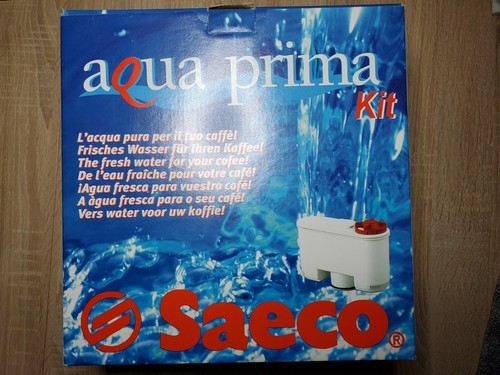 aqua prima
Kit
L'acqua pura per il tuo caffè!
Frisches Wasser für Ihren Kaffee!
The fresh water for your cofee!
De l'eau fraîche pour votre café!
¡Agua fresca para vuestro café!
A àgua fresca para o seu café!
Vers water voor uw koffie!
Saeco®